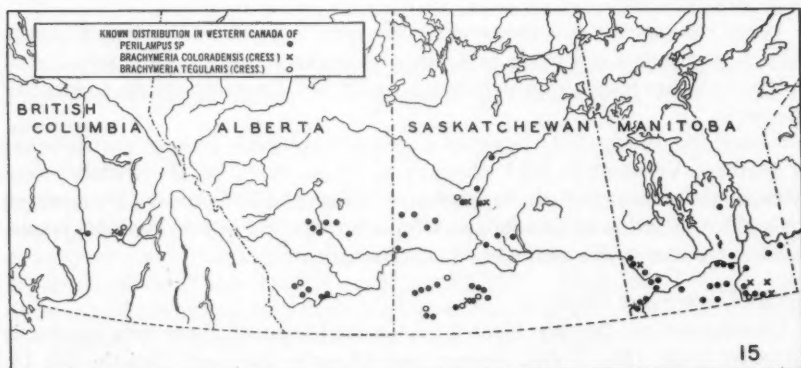 KNOWN DISTRIBUTION IN WESTERN CANADA OF
PERILAMPUS SP
BRACHYMERIA COLORADENSIS (CRESS.)
BRACHYMERIA TEGULARIS (CRESS.)
BRITISH
COLUMBIA ALBERTA SASKATCHEWAN MANITOBA
15